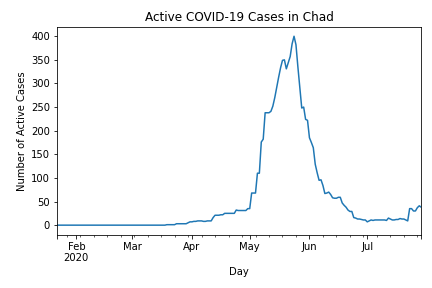 Active COVID-19 Cases in Chad
400
350
300
250
200
150
100
50
0
Number of Active Cases
Feb Mar Apr May Jun Jul
2020
Day